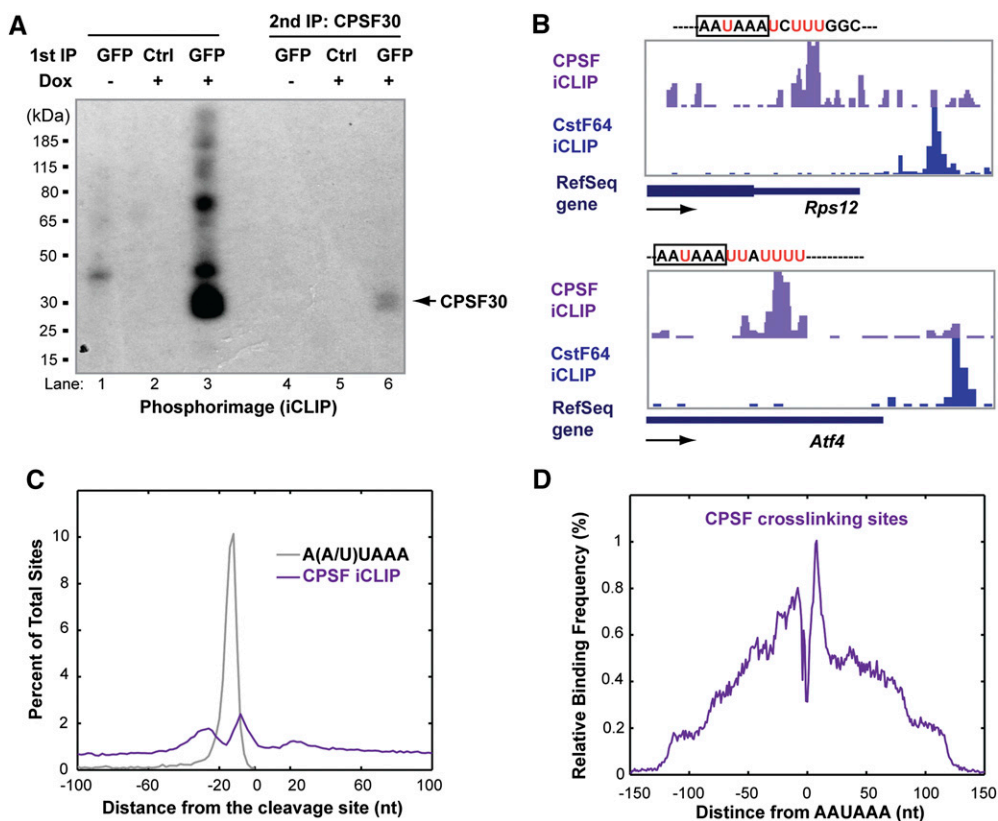 A
2nd IP: CPSF30
1st IP GFP Ctrl GFP GFP Ctrl GFP
Dox - + + - + +
(kDa)
185
115
80
65
50
30
25
15
CPSF30
Lane: 1 2 3 4 5 6
Phosphorimage (iCLIP)
B
-----AAUAAAUCUUUGGC---
CPSF
iCLIP
CstF64
iCLIP
RefSeq
gene
Rps12
--AAUAAAUUAUUUU-----------
CPSF
iCLIP
CstF64
iCLIP
RefSeq
gene
Atf4
C
Percent of Total Sites
10
8
6
4
2
0
A(A/U)UAAA
CPSF iCLIP
-100 -60 -20 0 20 60 100
Distance from the cleavage site (nt)
D
Relative Binding Frequency (%)
CPSF crosslinking sites
1
0.8
0.6
0.4
0.2
0
-150 -100 -50 0 50 100 150
Distince from AAUAAA (nt)